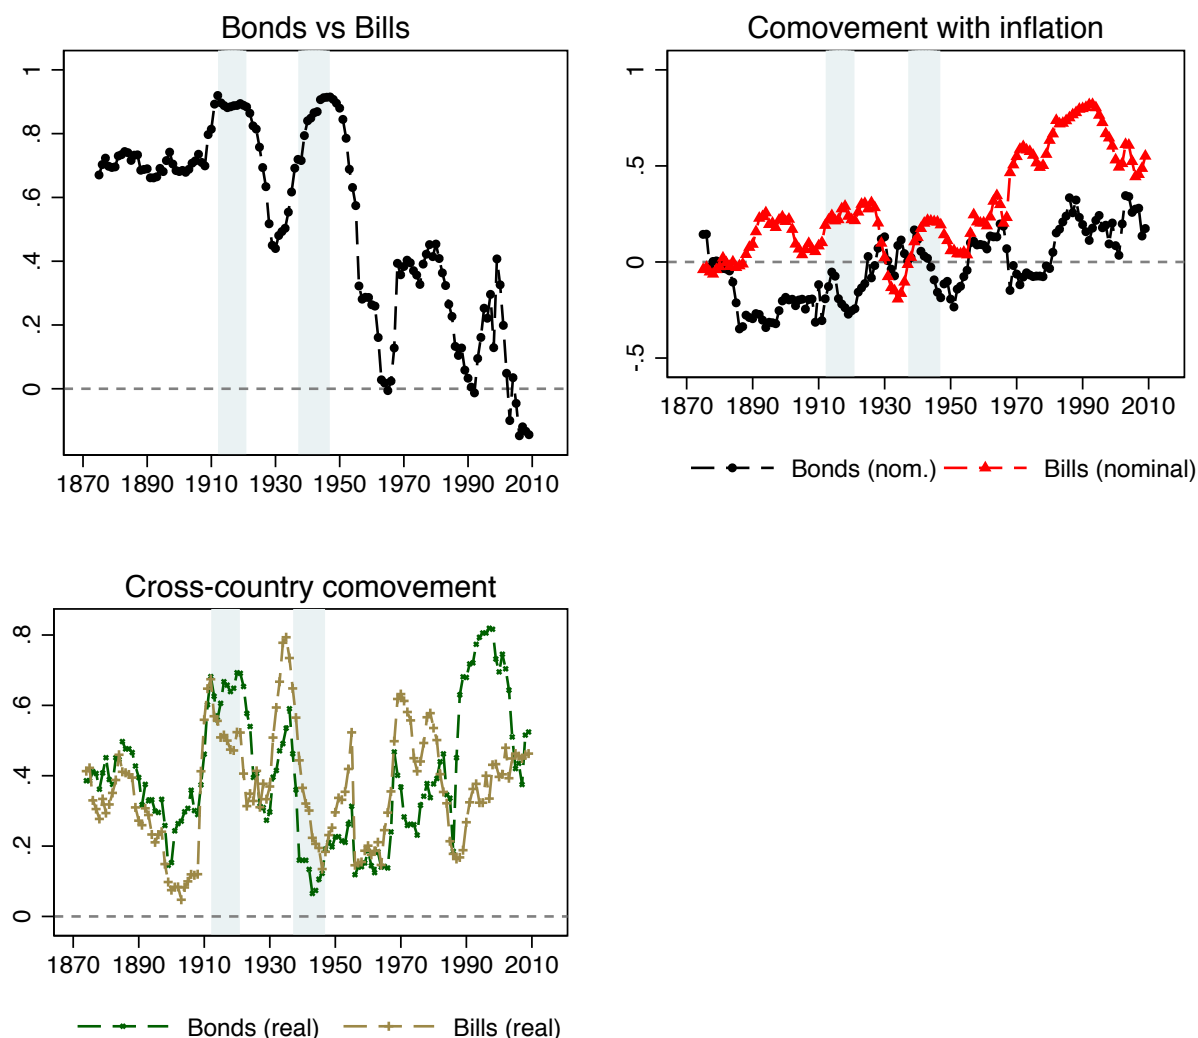 Bonds vs Bills
1
.8
.6
.4
.2
0
1870 1890 1910 1930 1950 1970 1990 2010
Comovement with inflation
1
.5
0
-.5
1870 1890 1910 1930 1950 1970 1990 2010
Bonds (nom.) Bills (nominal)
Cross-country comovement
.8
.6
.4
.2
0
1870 1890 1910 1930 1950 1970 1990 2010
Bonds (real) Bills (real)